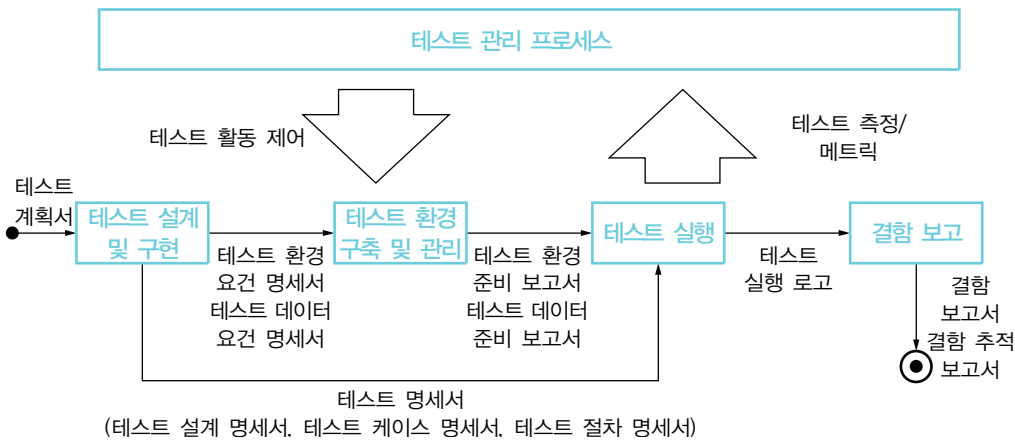 테스트 관리 프로세스
테스트 활동 제어
테스트 측정/
메트릭
테스트
계획서
테스트 설계
및 구현
테스트 환경
요건 명세서
테스트 데이터
요건 명세서
테스트 환경
구축 및 관리
테스트 환경
준비 보고서
테스트 데이터
준비 보고서
테스트 실행
테스트
실행 로고
결함 보고
결함
보고서
결함 추적
보고서
테스트 명세서
(테스트 설계 명세서, 테스트 케이스 명세서, 테스트 절차 명세서)